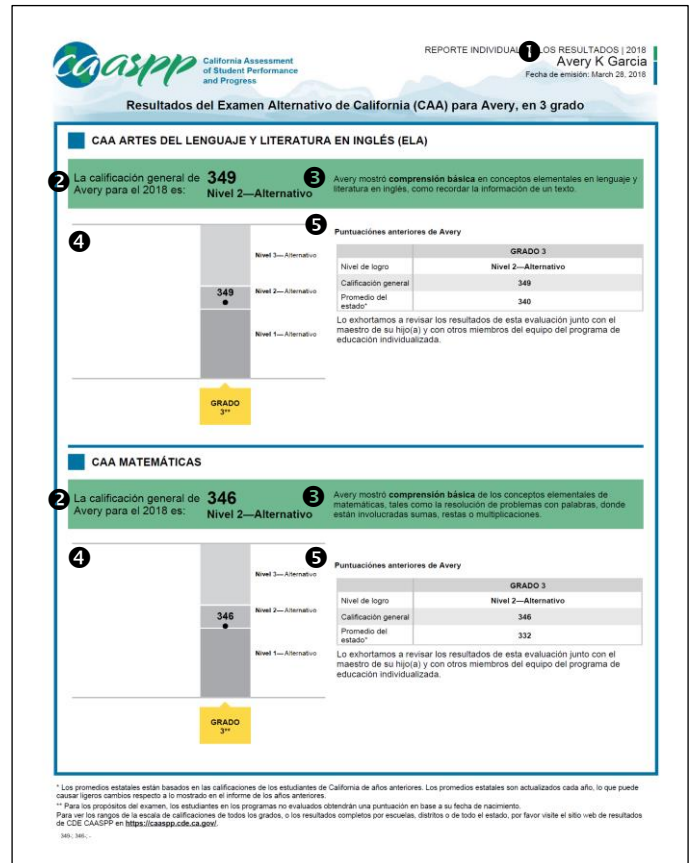 caaspp
California Assessment
of Student Performance
and Progress
REPORTE INDIVIDUAL LOS RESULTADOS | 2018
1
Avery K Garcia
Fecha de emisión: March 28, 2018
Resultados del Examen Alternativo de California (CAA) para Avery, en 3 grado
CAA ARTES DEL LENGUAJE Y LITERATURA EN INGLÉS (ELA)
2
La calificación general de
Avery para el 2018 es:
349
Nivel 2—Alternativo
3
Avery mostró comprensión básica en conceptos elementales en lenguaje y
literatura en inglés, como recordar la información de un texto.
4
Nivel 3—Alternativo
349
Nivel 2—Alternativo
Nivel 1—Alternativo
GRADO
3**
5
Puntuaciónes anteriores de Avery
GRADO 3
Nivel de logro Nivel 2—Alternativo
Calificación general 349
Promedio del
estado* 340
Lo exhortamos a revisar los resultados de esta evaluación junto con el
maestro de su hijo(a) y con otros miembros del equipo del programa de
educación individualizada.
CAA MATEMÁTICAS
2
La calificación general de
Avery para el 2018 es:
346
Nivel 2—Alternativo
3
Avery mostró comprensión básica de los conceptos elementales de
matemáticas, tales como la resolución de problemas con palabras, donde
están involucradas sumas, restas o multiplicaciones.
4
Nivel 3—Alternativo
346
Nivel 2—Alternativo
Nivel 1—Alternativo
GRADO
3**
5
Puntuaciónes anteriores de Avery
GRADO 3
Nivel de logro Nivel 2—Alternativo
Calificación general 346
Promedio del
estado* 332
Lo exhortamos a revisar los resultados de esta evaluación junto con el
maestro de su hijo(a) y con otros miembros del equipo del programa de
educación individualizada.
* Los promedios estatales están basados en las calificaciones de los estudiantes de California de años anteriores. Los promedios estatales son actualizados cada año, lo que puede
causar ligeros cambios respecto a lo mostrado en el informe de los años anteriores.
** Para los propósitos del examen, los estudiantes en los programas no evaluados obtendrán una puntuación en base a su fecha de nacimiento.
Para ver los rangos de la escala de calificaciones de todos los grados, o los resultados completos por escuelas, distritos o de todo el estado, por favor visite el sitio web de resultados
de CDE CAASPP en https://caaspp.cde.ca.gov/.
349-; 346-; -